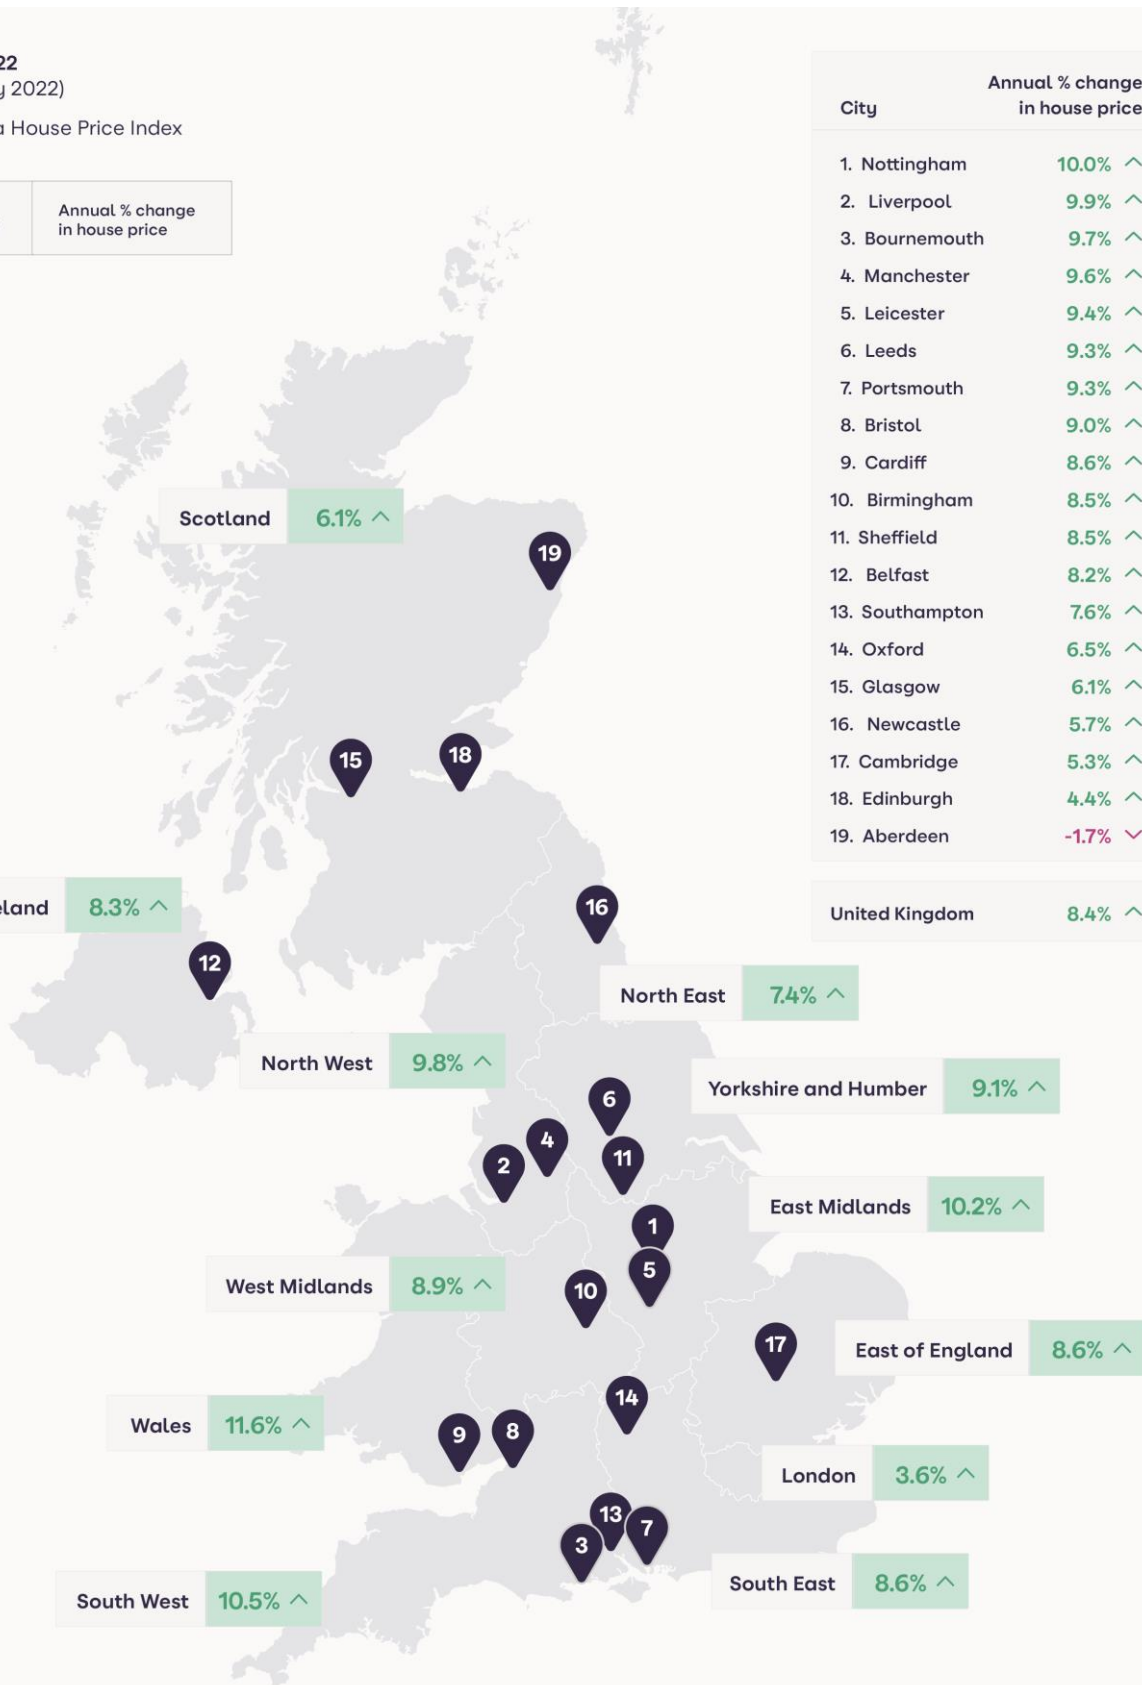 22
y 2022)
a House Price Index
Annual % change
in house price
City
Annual % change
in house price
1. Nottingham 10.0%
2. Liverpool 9.9%
3. Bournemouth 9.7%
4. Manchester 9.6%
5. Leicester 9.4%
6. Leeds 9.3%
7. Portsmouth 9.3%
8. Bristol 9.0%
9. Cardiff 8.6%
10. Birmingham 8.5%
11. Sheffield 8.5%
12. Belfast 8.2%
13. Southampton 7.6%
14. Oxford 6.5%
15. Glasgow 6.1%
16. Newcastle 5.7%
17. Cambridge 5.3%
18. Edinburgh 4.4%
19. Aberdeen -1.7%
United Kingdom 8.4%
Scotland 6.1%
19
15
18
eland 8.3%
16
12
North East 7.4%
North West 9.8%
Yorkshire and Humber 9.1%
6
4
2
11
East Midlands 10.2%
1
5
West Midlands 8.9%
10
17
East of England 8.6%
14
Wales 11.6%
9
8
London 3.6%
13
7
3
South East 8.6%
South West 10.5%